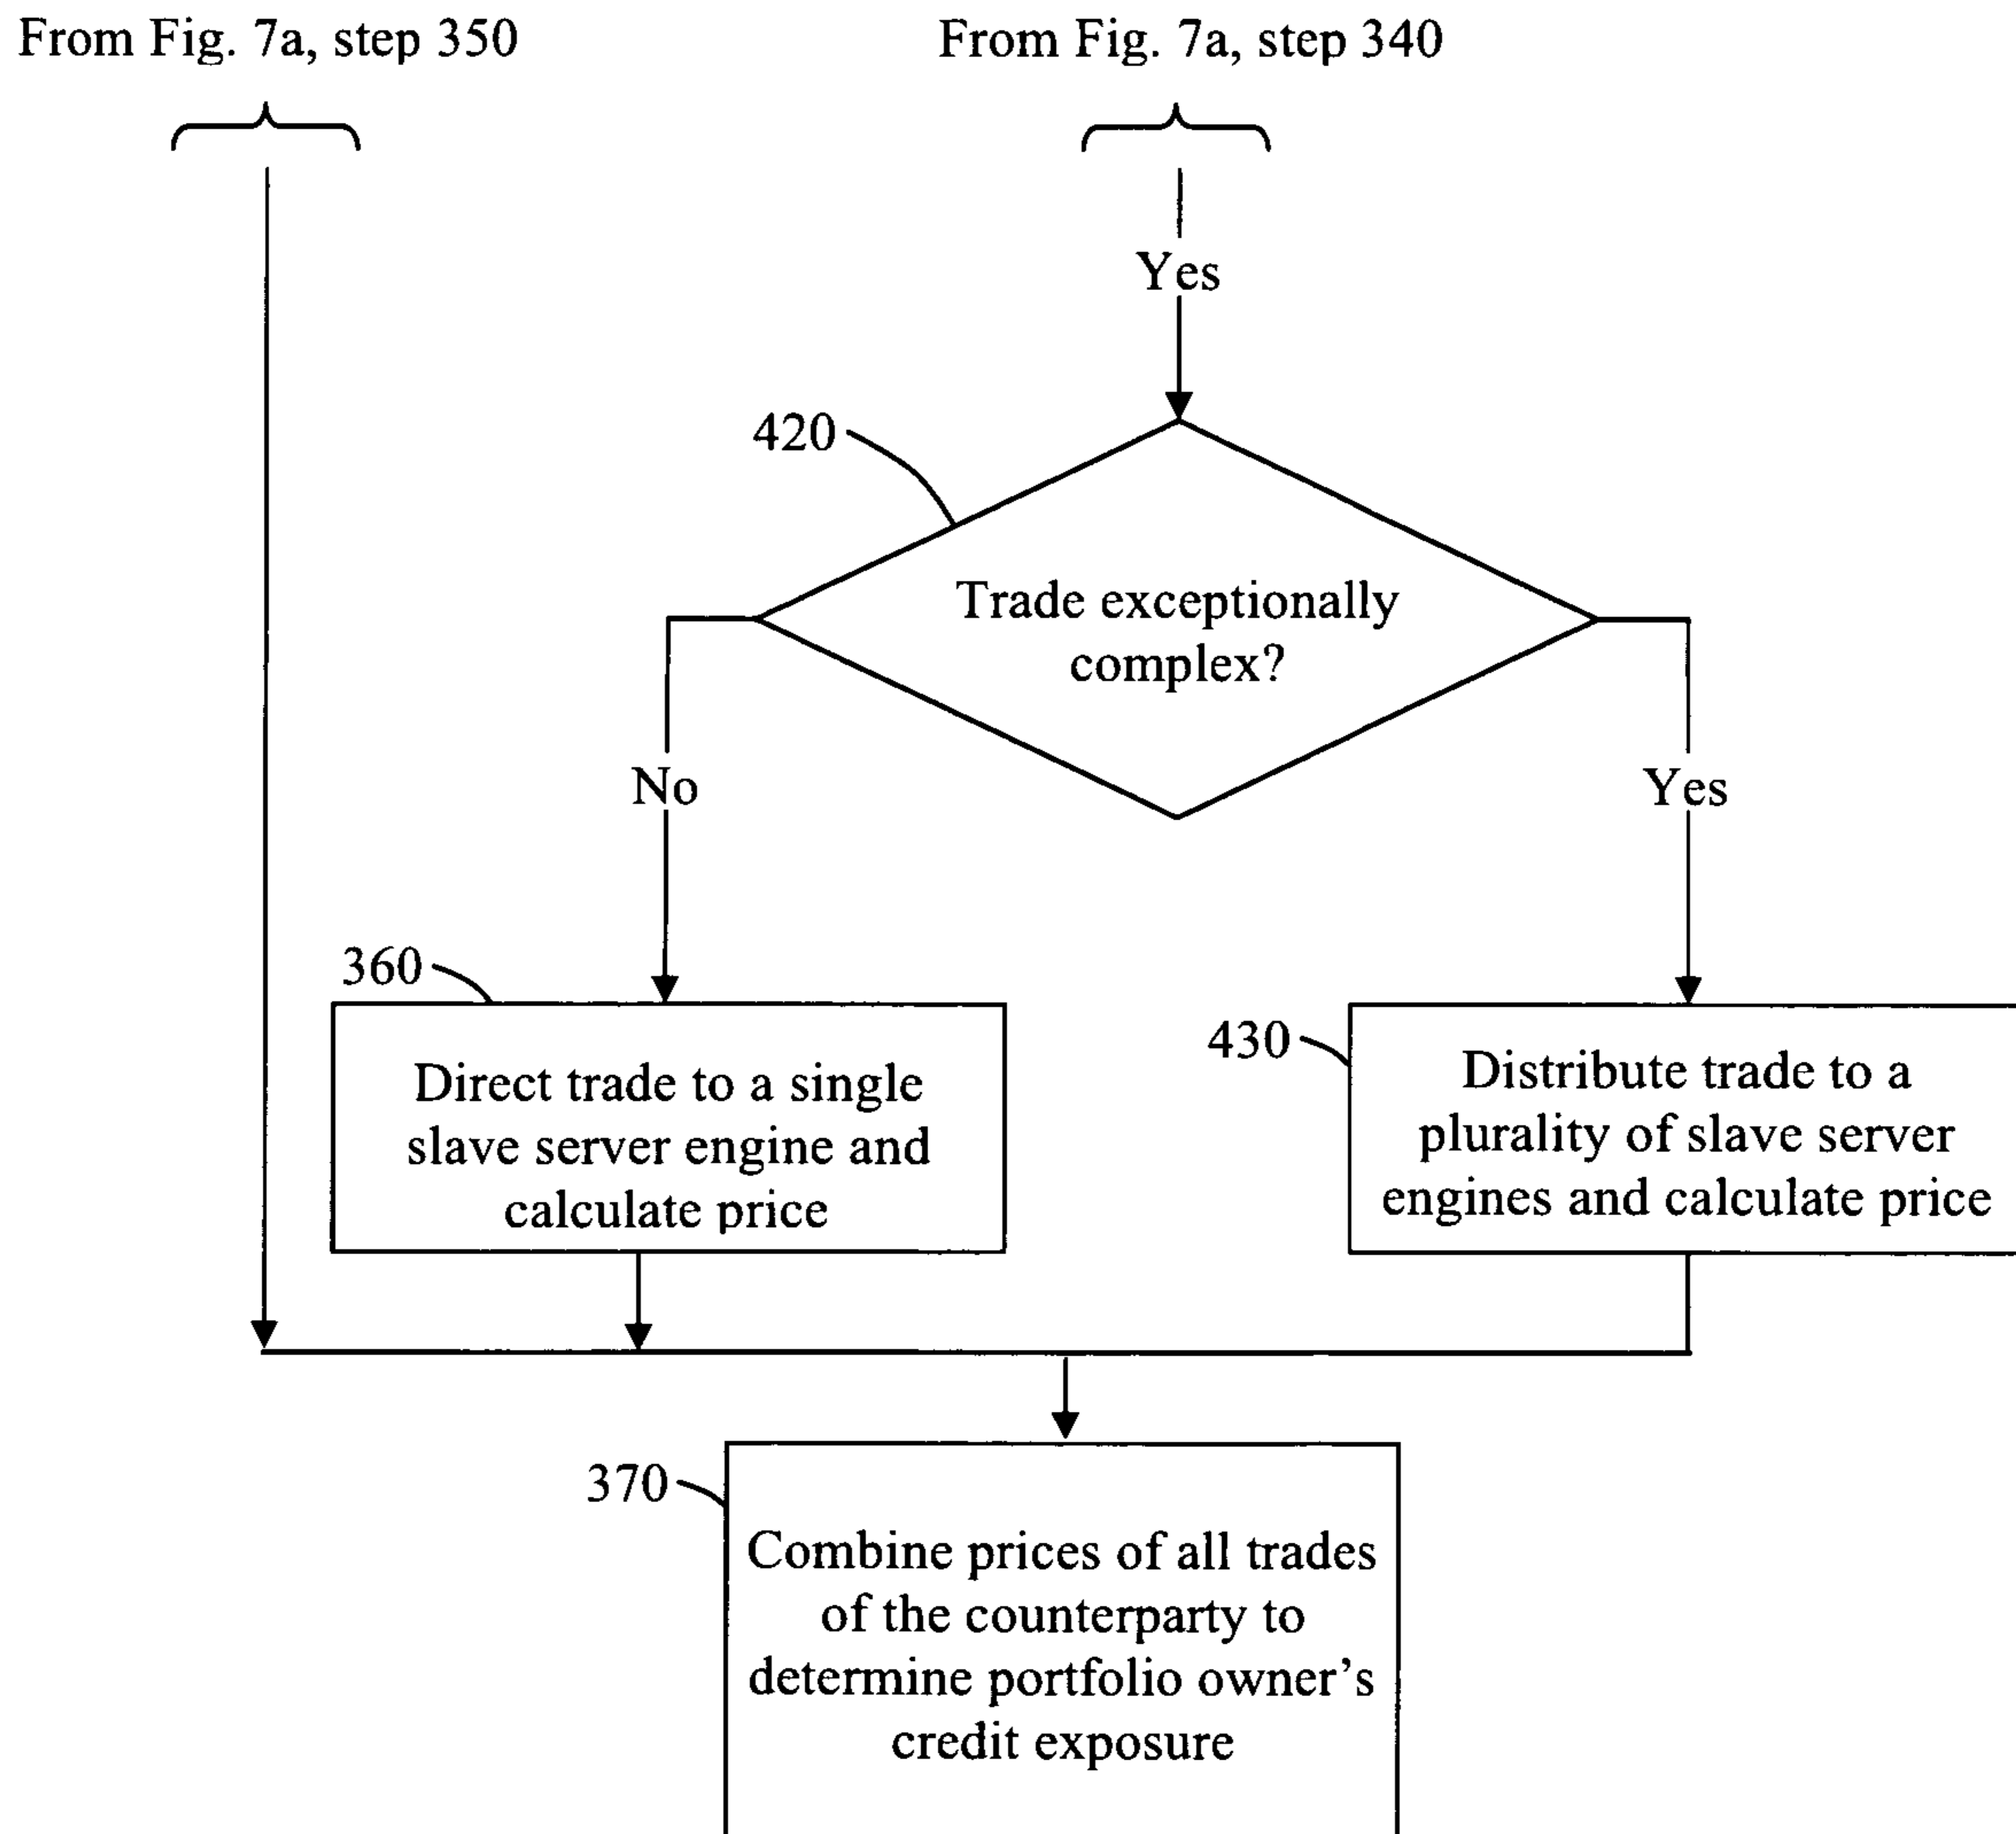 From Fig. 7a, step 350
From Fig. 7a, step 340
Yes
420
Trade exceptionally
complex?
No
Yes
360
Direct trade to a single
slave server engine and
calculate price
430
Distribute trade to a
plurality of slave server
engines and calculate price
370
Combine prices of all trades
of the counterparty to
determine portfolio owner's
credit exposure